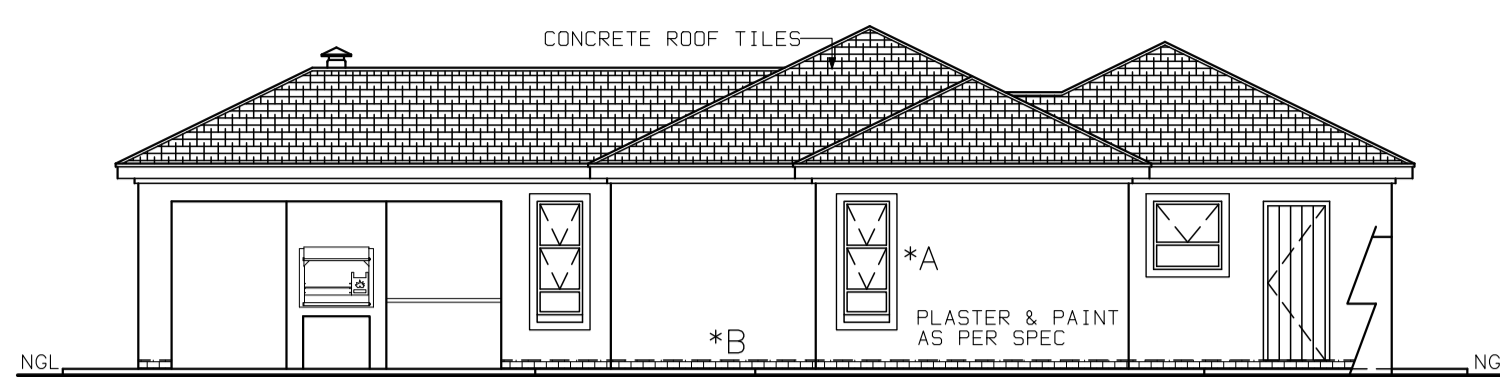 CONCRETE ROOF TILES
*A
PLASTER & PAINT
AS PER SPEC
*B
NGL
NG